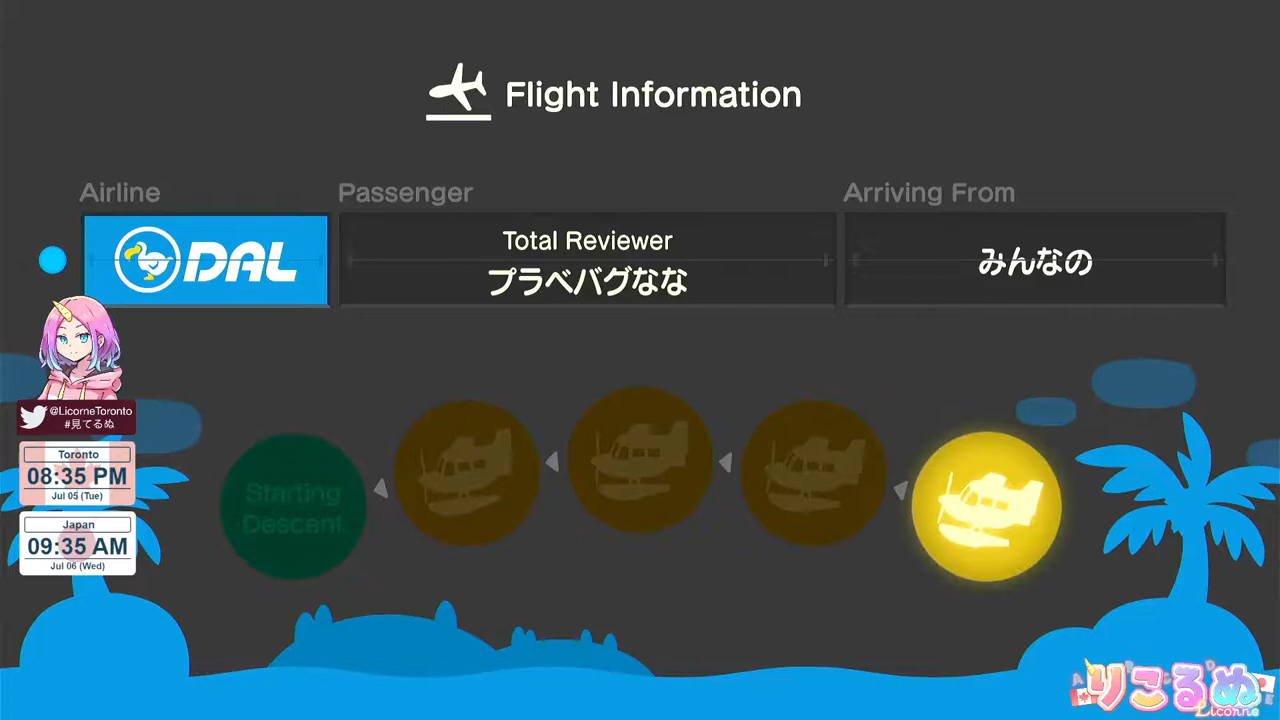 Flight Information
Airline
Passenger
Arriving From
DAL
Total Reviewer
プラベバグなな
みんなの
@LicorneToronto
#見てるぬ
Toronto
08:35 PM
Jul 05 (Tue)
Japan
09:35 AM
Jul 06 (Wed)
Starting
Descent
りこるぬ
Licorne